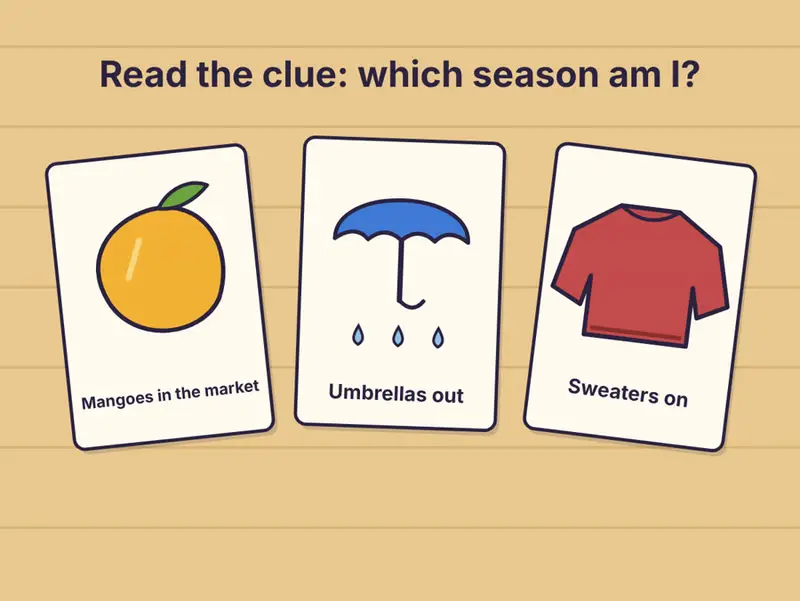 Read the clue: which season am I?
Mangoes in the market
Umbrellas out
Sweaters on